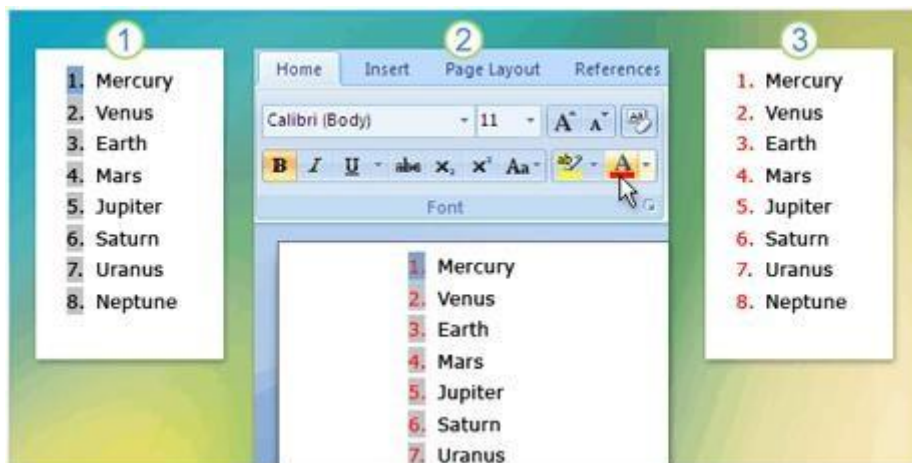 1
1. Mercury
2. Venus
3. Earth
4. Mars
5. Jupiter
6. Saturn
7. Uranus
8. Neptune
2
Home Insert Page Layout References
Calibri (Body) 11 A A Aa
B I U abc x₂ x² Aa ab A
Font
1. Mercury
2. Venus
3. Earth
4. Mars
5. Jupiter
6. Saturn
7. Uranus
3
1. Mercury
2. Venus
3. Earth
4. Mars
5. Jupiter
6. Saturn
7. Uranus
8. Neptune